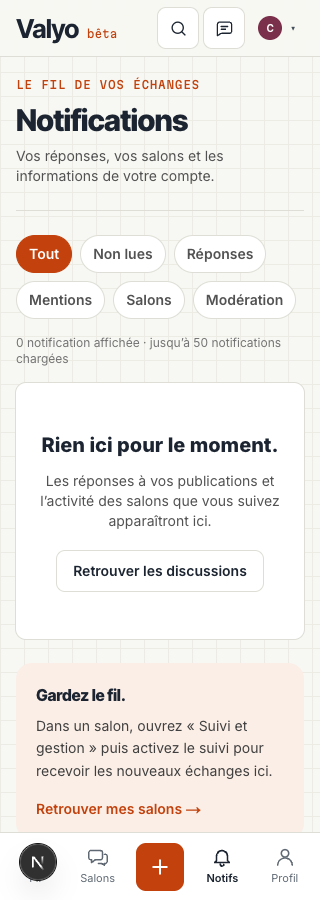 Valyo bêta
C
LE FIL DE VOS ÉCHANGES
Notifications
Vos réponses, vos salons et les
informations de votre compte.
Tout
Non lues
Réponses
Mentions
Salons
Modération
0 notification affichée · jusqu’à 50 notifications
chargées
Rien ici pour le moment.
Les réponses à vos publications et
l’activité des salons que vous suivez
apparaîtront ici.
Retrouver les discussions
Gardez le fil.
Dans un salon, ouvrez « Suivi et
gestion » puis activez le suivi pour
recevoir les nouveaux échanges ici.
Retrouver mes salons →
N
Salons
Notifs
Profil